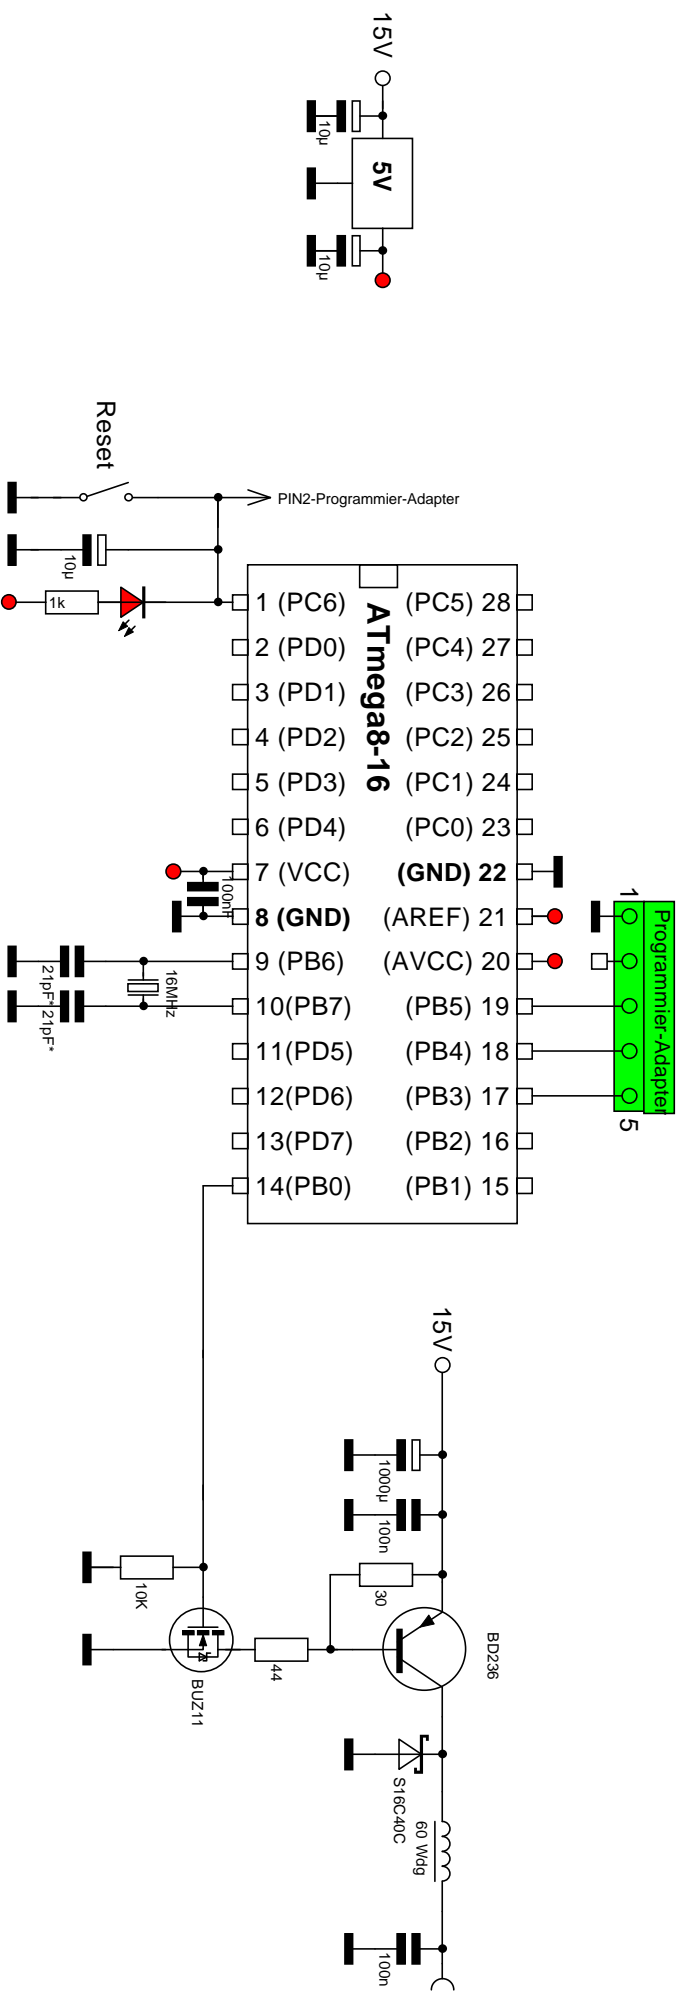 15V
10µ
5V
10µ
Reset
PIN2-Programmier-Adapter
10µ
1k
ATmega8-16
1 (PC6)
(PC5) 28
2 (PD0)
(PC4) 27
3 (PD1)
(PC3) 26
4 (PD2)
(PC2) 25
5 (PD3)
(PC1) 24
6 (PD4)
(PC0) 23
7 (VCC)
(GND) 22
100nF
8 (GND)
(AREF) 21
9 (PB6)
(AVCC) 20
10(PB7)
(PB5) 19
11(PD5)
(PB4) 18
12(PD6)
(PB3) 17
13(PD7)
(PB2) 16
14(PB0)
(PB1) 15
1
Programmier-Adapter
5
16MHz
21pF*
21pF*
15V
1000µ
100n
30
BD236
10K
44
BUZ11
S16C40C
60 Wdg
100n